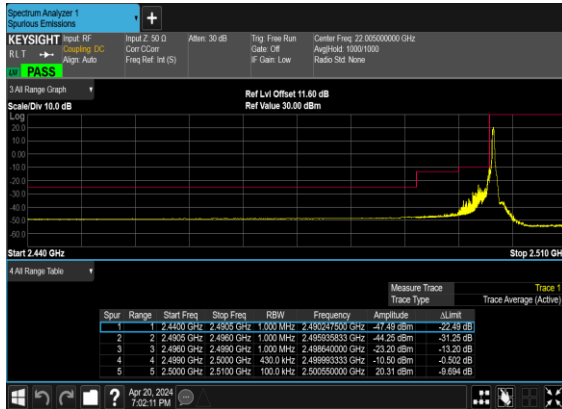 Spectrum Analyzer 1
Spurious Emissions
KEYSIGHT Input: RF Input Z: 50 Ω Atten: 30 dB Trig: Free Run Center Freq: 22.005000000 GHz
RLT Coupling: DC Corr CCorr Gate: Off Avg|Hold: 1000/1000
Align: Auto Freq Ref: Int (S) IF Gain: Low Radio Std: None
PASS
3 All Range Graph
Ref Lvl Offset 11.60 dB
Scale/Div 10.0 dB Ref Value 30.00 dBm
Log
20.0
10.0
0.00
-10.0
-20.0
-30.0
-40.0
-50.0
-60.0
Start 2.440 GHz Stop 2.510 GH
4 All Range Table
Measure Trace Trace 1
Trace Type Trace Average (Active)
Spur Range Start Freq Stop Freq RBW Frequency Amplitude ΔLimit
1 1 2.4400 GHz 2.4905 GHz 1.000 MHz 2.490247500 GHz -47.49 dBm -22.49 dB
2 2 2.4905 GHz 2.4960 GHz 1.000 MHz 2.495935833 GHz -44.25 dBm -31.25 dB
3 3 2.4960 GHz 2.4990 GHz 1.000 MHz 2.498640000 GHz -23.20 dBm -13.20 dB
4 4 2.4990 GHz 2.5000 GHz 430.0 kHz 2.499993333 GHz -10.50 dBm -0.502 dB
5 5 2.5000 GHz 2.5100 GHz 100.0 kHz 2.500550000 GHz 20.31 dBm -9.694 dB
? Apr 20, 2024
7:02:11 PM